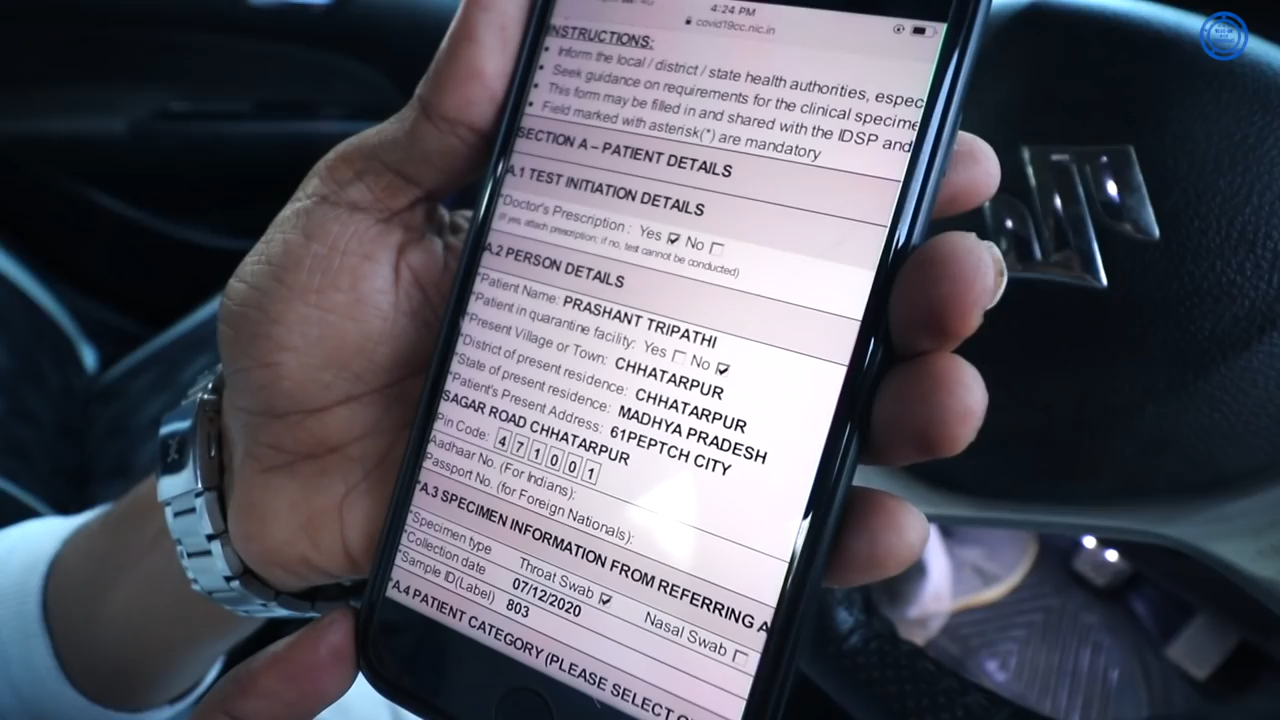 4:24 PM
covid19cc.nic.in
INSTRUCTIONS:
• Inform the local / district / state health authorities, espec
• Seek guidance on requirements for the clinical specime
• This form may be filled in and shared with the IDSP and
• Field marked with asterisk(*) are mandatory
SECTION A – PATIENT DETAILS
A.1 TEST INITIATION DETAILS
*Doctor's Prescription : Yes ☑ No ☐
(If yes, attach prescription; if no, test cannot be conducted)
A.2 PERSON DETAILS
*Patient Name: PRASHANT TRIPATHI
*Patient in quarantine facility: Yes ☐ No ☑
*Present Village or Town: CHHATARPUR
*District of present residence: CHHATARPUR
*State of present residence: MADHYA PRADESH
*Patient's Present Address: 61PEPTCH CITY
SAGAR ROAD CHHATARPUR
Pin Code: 471001
Aadhaar No. (For Indians):
Passport No. (for Foreign Nationals):
*A.3 SPECIMEN INFORMATION FROM REFERRING A
*Specimen type Throat Swab ☑ Nasal Swab ☐
*Collection date 07/12/2020
*Sample ID(Label) 803
*A.4 PATIENT CATEGORY (PLEASE SELECT O